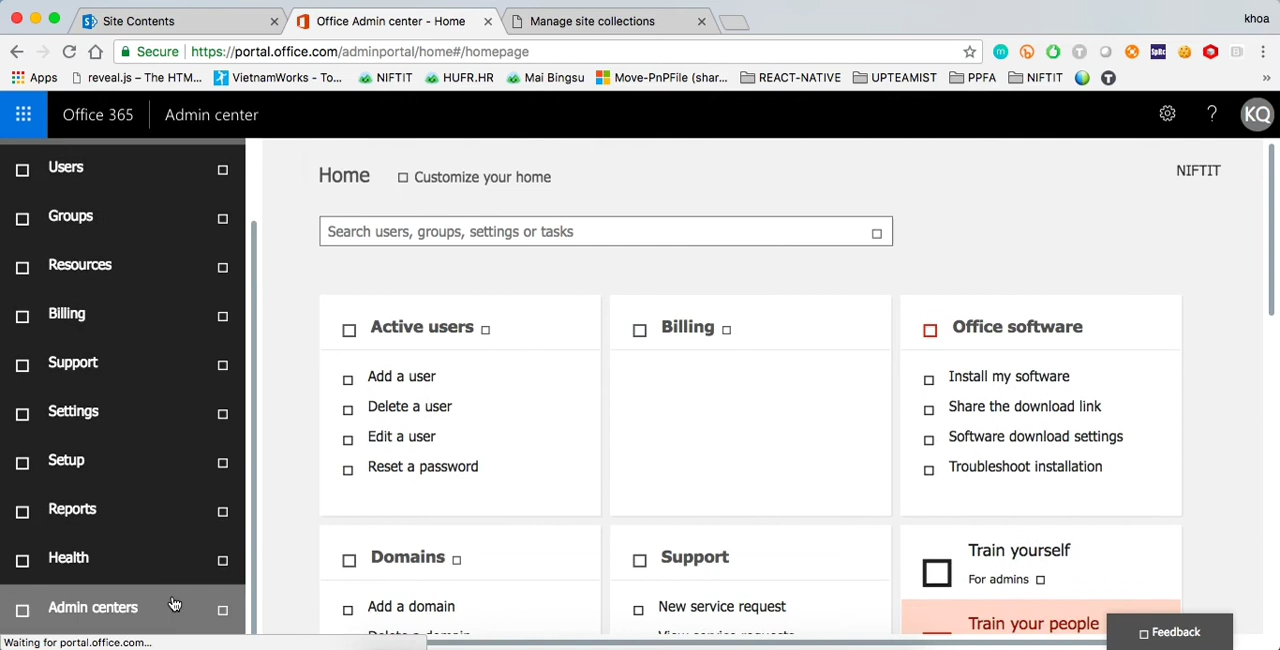 Site Contents
Office Admin center - Home
Manage site collections
khoa
Secure
https://portal.office.com/adminportal/home#/homepage
Apps
reveal.js – The HTM...
VietnamWorks - To...
NIFTIT
HUFR.HR
Mai Bingsu
Move-PnPFile (shar...
REACT-NATIVE
UPTEAMIST
PPFA
NIFTIT
»
Office 365
Admin center
?
KQ
Users
Groups
Resources
Billing
Support
Settings
Setup
Reports
Health
Admin centers
Waiting for portal.office.com...
Home
Customize your home
NIFTIT
Search users, groups, settings or tasks
Active users
Add a user
Delete a user
Edit a user
Reset a password
Billing
Office software
Install my software
Share the download link
Software download settings
Troubleshoot installation
Domains
Add a domain
Delete a domain
Support
New service request
View service requests
Train yourself
For admins
Train your people
Feedback